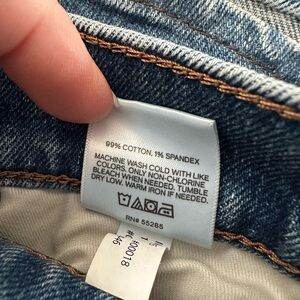 99% COTTON, 1% SPANDEX
MACHINE WASH COLD WITH LIKE
COLORS. ONLY NON-CHLORINE
BLEACH WHEN NEEDED. TUMBLE
DRY LOW. WARM IRON IF NEEDED.
RN# 55285